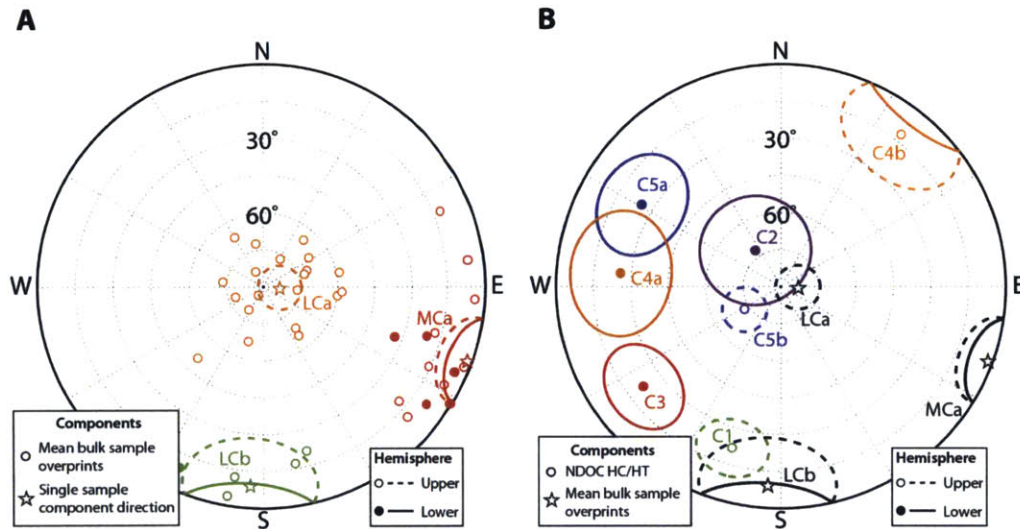 A
N
30°
60°
W
E
LCa
MCa
LCb
S
Components
Mean bulk sample
overprints
Single sample
component direction
Hemisphere
Upper
Lower
B
N
30°
60°
W
E
C4b
C5a
C2
C4a
LCa
C5b
C3
MCa
C1
LCb
S
Components
NDOC HC/HT
Mean bulk sample
overprints
Hemisphere
Upper
Lower